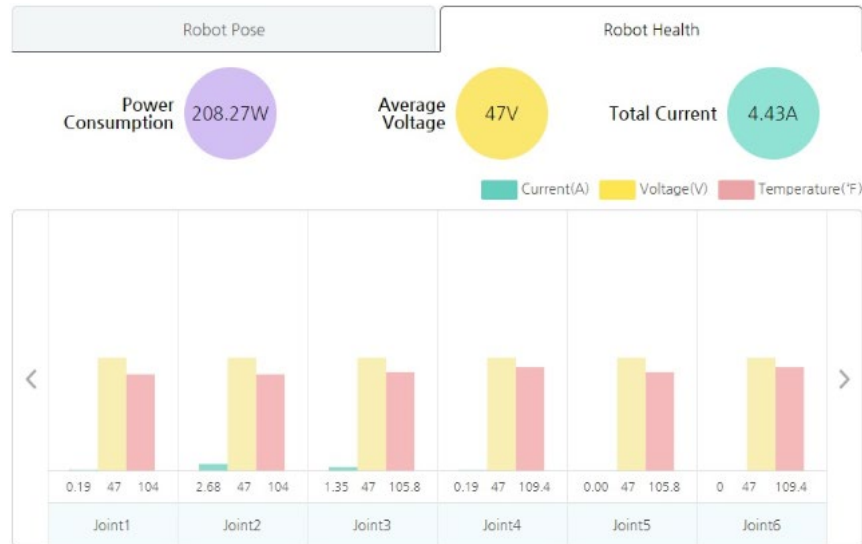 Robot Pose
Robot Health
Power
Consumption
208.27W
Average
Voltage
47V
Total Current
4.43A
Current(A) Voltage(V) Temperature(°F)
0.19 47 104 2.68 47 104 1.35 47 105.8 0.19 47 109.4 0.00 47 105.8 0 47 109.4
Joint1 Joint2 Joint3 Joint4 Joint5 Joint6